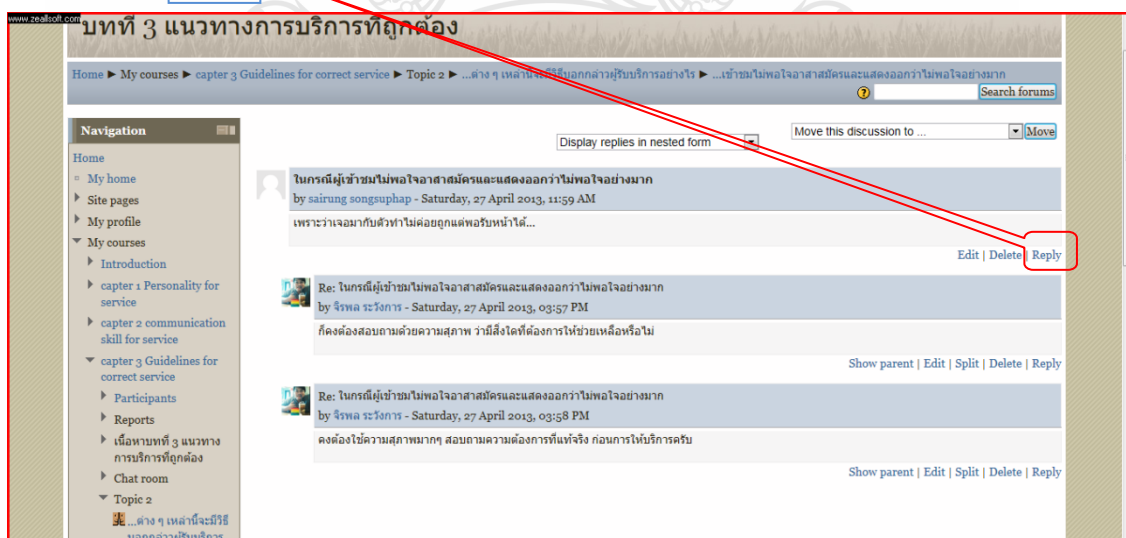 www.zeallsoft.com
บทที่ 3 แนวทางการบริการที่ถูกต้อง
Home ► My courses ► capter 3 Guidelines for correct service ► Topic 2 ► ...ต่าง ๆ เหล่านี้จะมีวิธีบอกกล่าวผู้รับบริการอย่างไร ► ...เข้าชมไม่พอใจอาสาสมัครและแสดงออกว่าไม่พอใจอย่างมาก
Search forums
Navigation
Home
My home
Site pages
My profile
My courses
Introduction
capter 1 Personality for
service
capter 2 communication
skill for service
capter 3 Guidelines for
correct service
Participants
Reports
เนื้อหาบทที่ 3 แนวทาง
การบริการที่ถูกต้อง
Chat room
Topic 2
...ต่าง ๆ เหล่านี้จะมีวิธี
บอกกล่าวผู้รับบริการ
Display replies in nested form
Move this discussion to ...
Move
ในกรณีผู้เข้าชมไม่พอใจอาสาสมัครและแสดงออกว่าไม่พอใจอย่างมาก
by sairung songsuphap - Saturday, 27 April 2013, 11:59 AM
เพราะว่าเจอมากับตัวทำไม่ค่อยถูกแต่พอรับหน้าได้...
Edit | Delete | Reply
Re: ในกรณีผู้เข้าชมไม่พอใจอาสาสมัครและแสดงออกว่าไม่พอใจอย่างมาก
by จิรพล ระวังการ - Saturday, 27 April 2013, 03:57 PM
ก็คงต้องสอบถามด้วยความสุภาพ ว่ามีสิ่งใดที่ต้องการให้ช่วยเหลือหรือไม่
Show parent | Edit | Split | Delete | Reply
Re: ในกรณีผู้เข้าชมไม่พอใจอาสาสมัครและแสดงออกว่าไม่พอใจอย่างมาก
by จิรพล ระวังการ - Saturday, 27 April 2013, 03:58 PM
คงต้องใช้ความสุภาพมากๆ สอบถามความต้องการที่แท้จริง ก่อนการให้บริการครับ
Show parent | Edit | Split | Delete | Reply